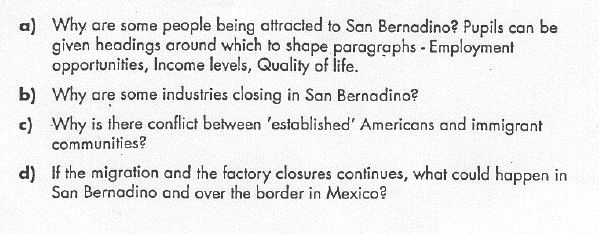 a) Why are some people being attracted to San Bernadino? Pupils can be
given headings around which to shape paragraphs - Employment
opportunities, Income levels, Quality of life.
b) Why are some industries closing in San Bernadino?
c) Why is there conflict between 'established' Americans and immigrant
communities?
d) If the migration and the factory closures continues, what could happen in
San Bernadino and over the border in Mexico?